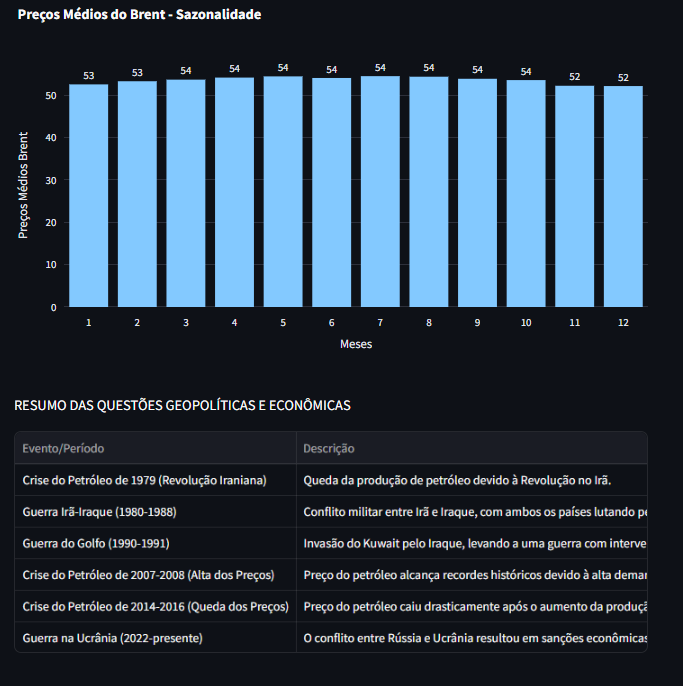 Preços Médios do Brent - Sazonalidade
53 53 54 54 54 54 54 54 54 54 52 52
50
40
30
20
10
0
Preços Médios Brent
1 2 3 4 5 6 7 8 9 10 11 12
Meses
RESUMO DAS QUESTÕES GEOPOLÍTICAS E ECONÔMICAS
Evento/Período Descrição
Crise do Petróleo de 1979 (Revolução Iraniana) Queda da produção de petróleo devido à Revolução no Irã.
Guerra Irã-Iraque (1980-1988) Conflito militar entre Irã e Iraque, com ambos os países lutando
Guerra do Golfo (1990-1991) Invasão do Kuwait pelo Iraque, levando a uma guerra com interve
Crise do Petróleo de 2007-2008 (Alta dos Preços) Preço do petróleo alcança recordes históricos devido à alta
Crise do Petróleo de 2014-2016 (Queda dos Preços) Preço do petróleo caiu drasticamente após o aumento da
Guerra na Ucrânia (2022-presente) O conflito entre Rússia e Ucrânia resultou em sanções econômicas